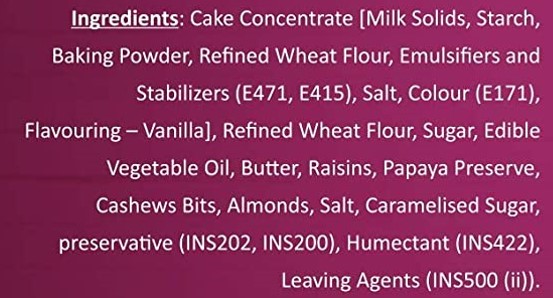 Ingredients: Cake Concentrate [Milk Solids, Starch,
Baking Powder, Refined Wheat Flour, Emulsifiers and
Stabilizers (E471, E415), Salt, Colour (E171),
Flavouring – Vanilla], Refined Wheat Flour, Sugar, Edible
Vegetable Oil, Butter, Raisins, Papaya Preserve,
Cashews Bits, Almonds, Salt, Caramelised Sugar,
preservative (INS202, INS200), Humectant (INS422),
Leaving Agents (INS500 (ii)).